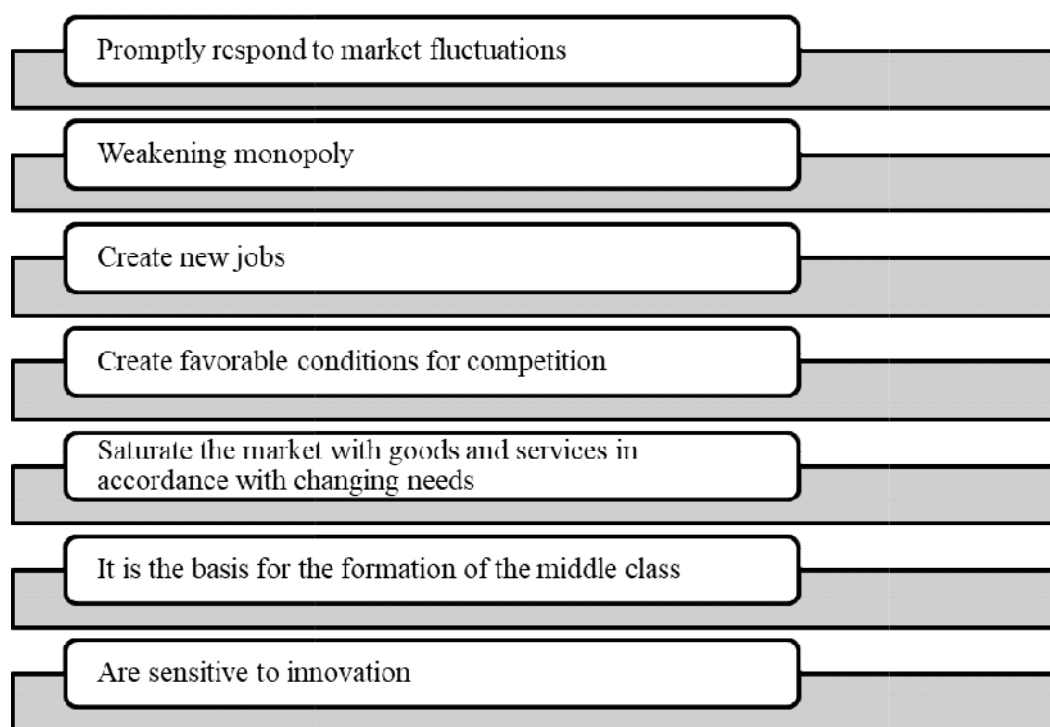 Promptly respond to market fluctuations
Weakening monopoly
Create new jobs
Create favorable conditions for competition
Saturate the market with goods and services in
accordance with changing needs
It is the basis for the formation of the middle class
Are sensitive to innovation